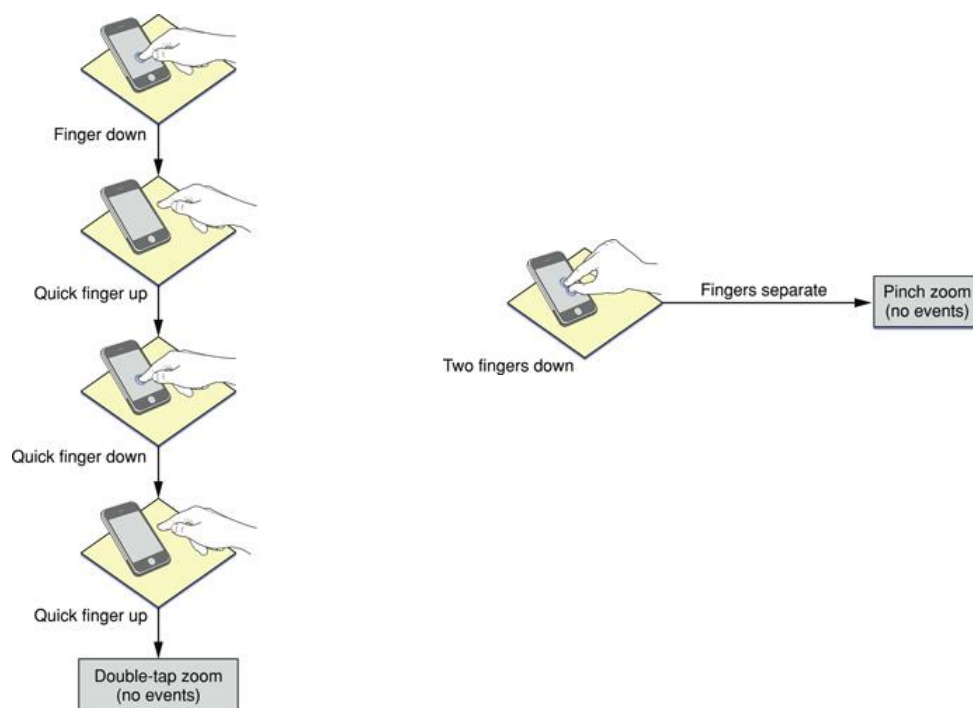 Finger down
Quick finger up
Quick finger down
Quick finger up
Double-tap zoom
(no events)
Two fingers down
Fingers separate
Pinch zoom
(no events)